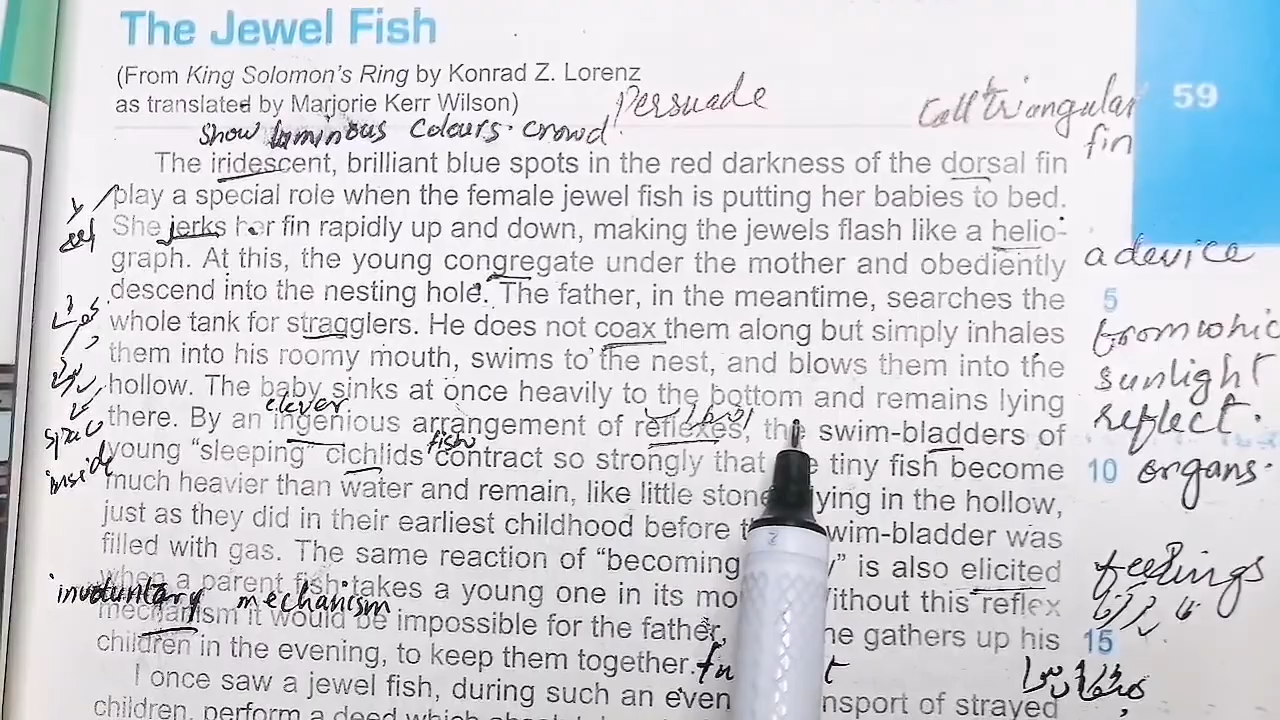 The Jewel Fish
(From King Solomon's Ring by Konrad Z. Lorenz
as translated by Marjorie Kerr Wilson)
Persuade
Call triangular
fin
59
Show luminous colours. crowd
The iridescent, brilliant blue spots in the red darkness of the dorsal fin
play a special role when the female jewel fish is putting her babies to bed.
She jerks her fin rapidly up and down, making the jewels flash like a helio-
a device
graph. At this, the young congregate under the mother and obediently
descend into the nesting hole. The father, in the meantime, searches the
5
whole tank for stragglers. He does not coax them along but simply inhales
them into his roomy mouth, swims to the nest, and blows them into the
sunlight
hollow. The baby sinks at once heavily to the bottom and remains lying
reflect.
clever
there. By an ingenious arrangement of reflexes, the swim-bladders of
fish
young "sleeping" cichlids contract so strongly that tiny fish become
10 organs.
inside
much heavier than water and remain, like little stone lying in the hollow,
just as they did in their earliest childhood before wim-bladder was
filled with gas. The same reaction of "becoming " is also elicited
feelings
when a parent fish takes a young one in its mo ithout this reflex
involuntary mechanism
mechanism it would be impossible for the father, he gathers up his
15
children in the evening, to keep them together.
I once saw a jewel fish, during such an even nsport of strayed
children, perform a deed which